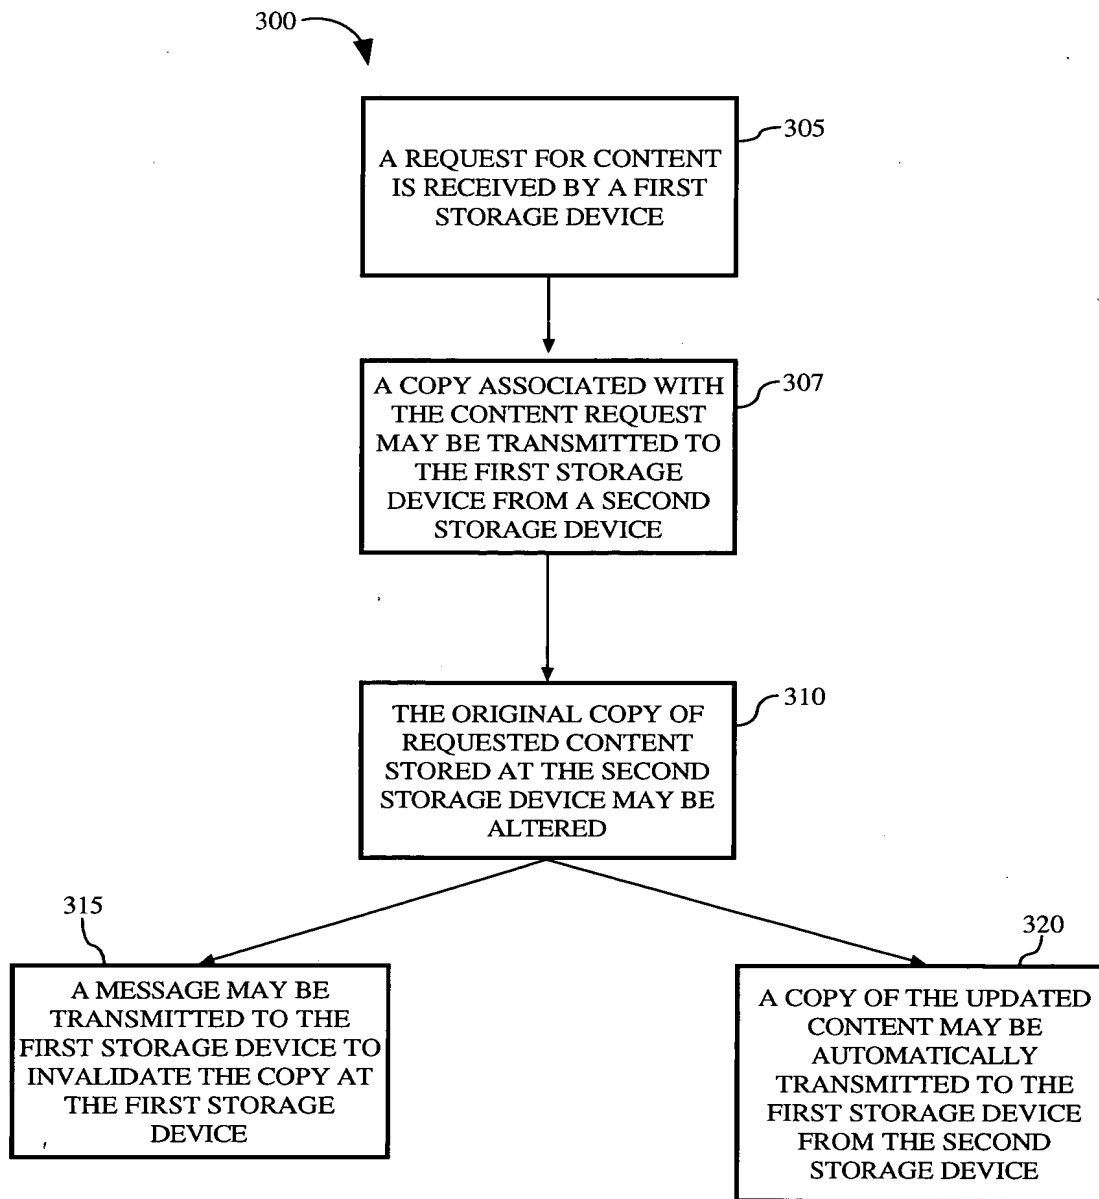 300
305
A REQUEST FOR CONTENT
IS RECEIVED BY A FIRST
STORAGE DEVICE
307
A COPY ASSOCIATED WITH
THE CONTENT REQUEST
MAY BE TRANSMITTED TO
THE FIRST STORAGE
DEVICE FROM A SECOND
STORAGE DEVICE
310
THE ORIGINAL COPY OF
REQUESTED CONTENT
STORED AT THE SECOND
STORAGE DEVICE MAY BE
ALTERED
315
A MESSAGE MAY BE
TRANSMITTED TO THE
FIRST STORAGE DEVICE TO
INVALIDATE THE COPY AT
THE FIRST STORAGE
DEVICE
320
A COPY OF THE UPDATED
CONTENT MAY BE
AUTOMATICALLY
TRANSMITTED TO THE
FIRST STORAGE DEVICE
FROM THE SECOND
STORAGE DEVICE